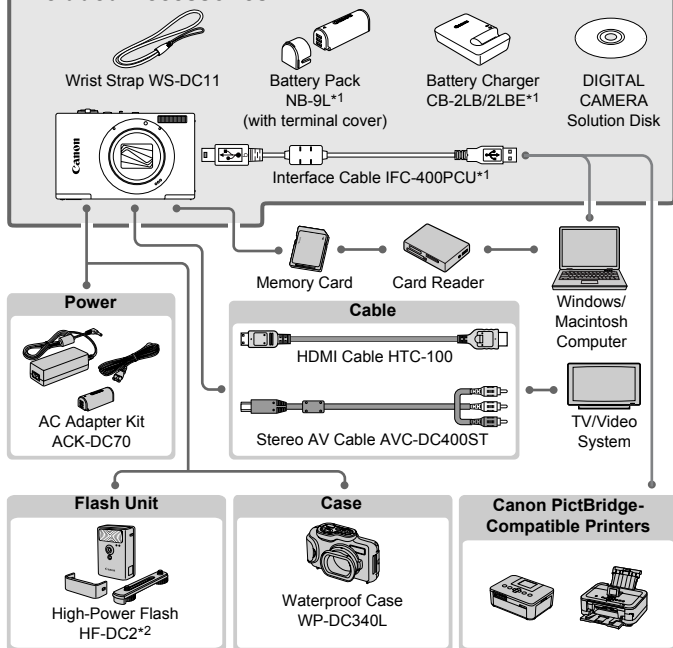 Wrist Strap WS-DC11
Battery Pack
NB-9L*1
(with terminal cover)
Battery Charger
CB-2LB/2LBE*1
DIGITAL
CAMERA
Solution Disk
Canon
Interface Cable IFC-400PCU*1
Memory Card
Card Reader
Windows/
Macintosh
Computer
Power
AC Adapter Kit
ACK-DC70
Cable
HDMI Cable HTC-100
Stereo AV Cable AVC-DC400ST
TV/Video
System
Flash Unit
High-Power Flash
HF-DC2*2
Case
Waterproof Case
WP-DC340L
Canon PictBridge-
Compatible Printers